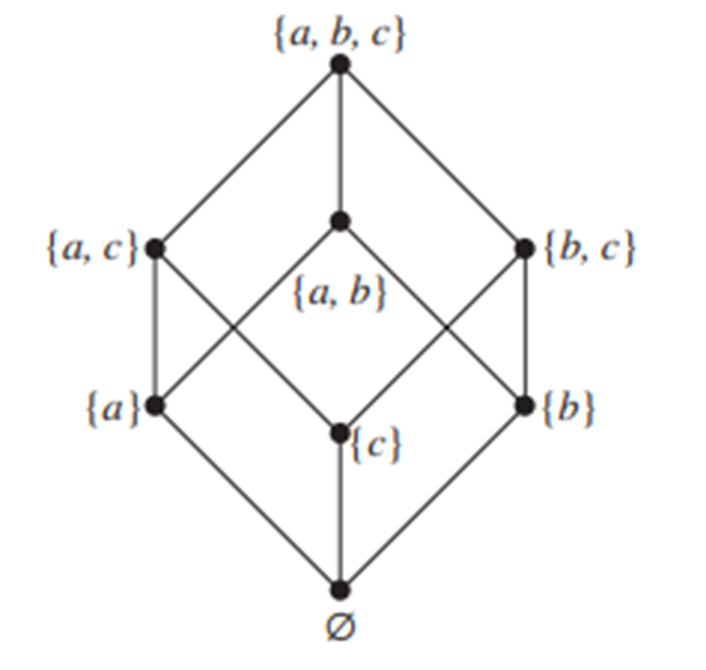 {a, b, c}
{a, c}
{b, c}
{a, b}
{a}
{b}
{c}
∅